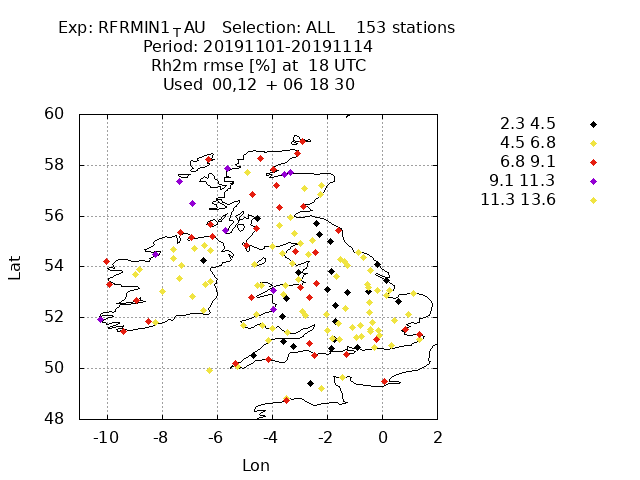 Exp: RFRMIN1_TAU Selection: ALL 153 stations
Period: 20191101-20191114
Rh2m rmse [%] at 18 UTC
Used 00,12 + 06 18 30
2.3 4.5
4.5 6.8
6.8 9.1
9.1 11.3
11.3 13.6
60
58
56
54
52
50
48
Lat
-10 -8 -6 -4 -2 0 2
Lon